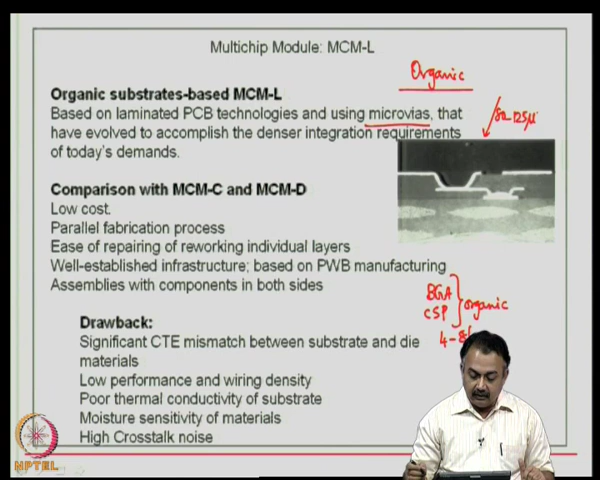 Multichip Module: MCM-L
Organic
Organic substrates-based MCM-L
Based on laminated PCB technologies and using microvias, that
have evolved to accomplish the denser integration requirements
of today's demands.
Comparison with MCM-C and MCM-D
Low cost.
Parallel fabrication process
Ease of repairing of reworking individual layers
Well-established infrastructure; based on PWB manufacturing
Assemblies with components in both sides
BGA
CSP
organic
Drawback:
Significant CTE mismatch between substrate and die
materials
Low performance and wiring density
Poor thermal conductivity of substrate
Moisture sensitivity of materials
High Crosstalk noise
NPTEL